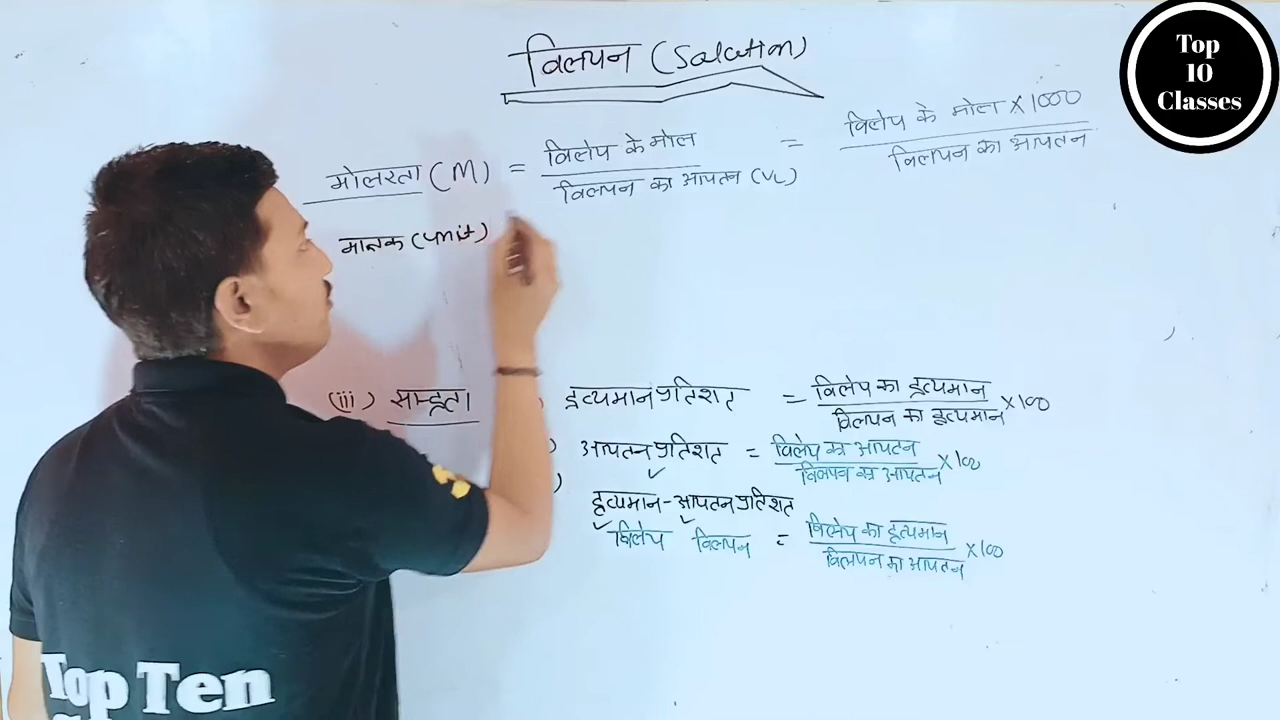 विलयन (Solution)
Top
10
Classes
मोलरता (M) = विलेय के मोल / विलयन का आयतन (VL) = विलेय के मोल × 1000 / विलयन का आयतन
मात्रक (Unit)
(iii) सान्द्रता
) द्रव्यमान प्रतिशत = विलेय का द्रव्यमान / विलयन का द्रव्यमान × 100
) आयतन प्रतिशत = विलेय का आयतन / विलयन का आयतन × 100
) द्रव्यमान-आयतन प्रतिशत
विलेय विलयन = विलेय का द्रव्यमान / विलयन का आयतन × 100
Top Ten